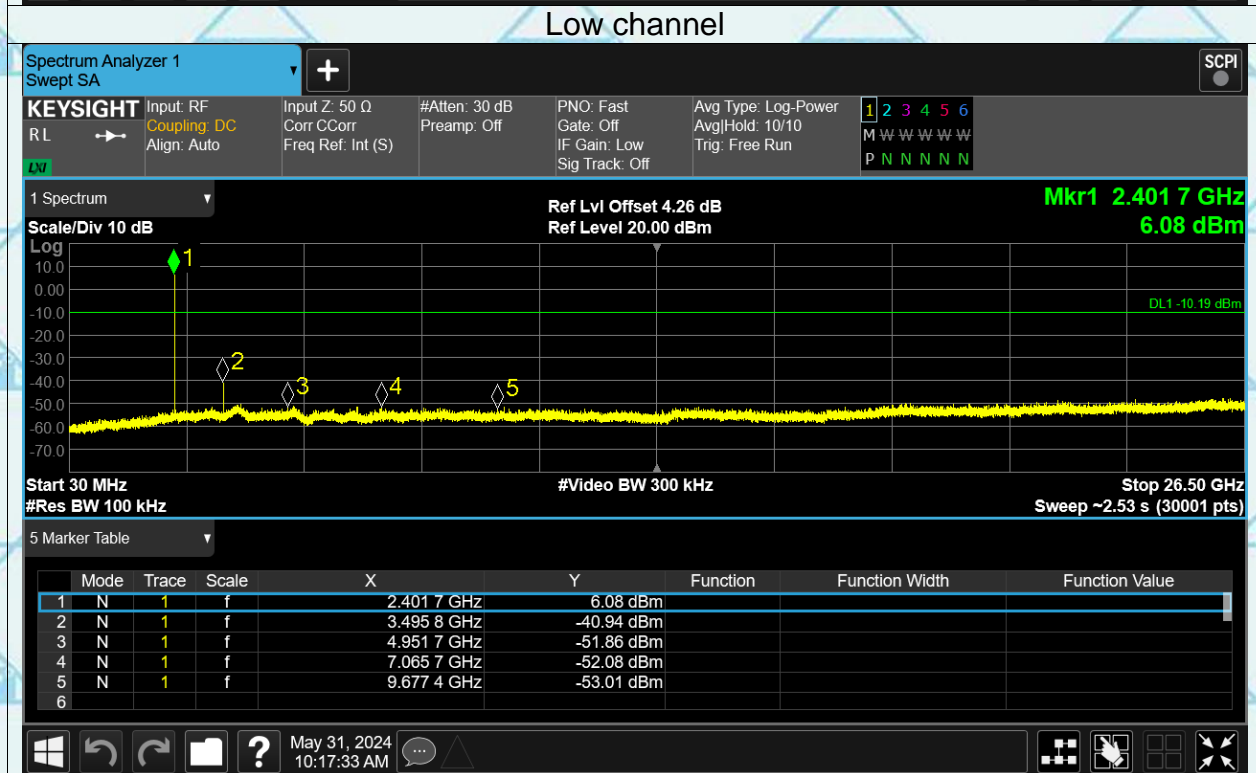 Low channel
Spectrum Analyzer 1
Swept SA
+
SCPI
KEYSIGHT Input: RF Input Z: 50 Ω #Atten: 30 dB PNO: Fast Avg Type: Log-Power 1 2 3 4 5 6
R L Coupling: DC Corr CCorr Preamp: Off Gate: Off Avg|Hold: 10/10 M W W W W W
Align: Auto Freq Ref: Int (S) IF Gain: Low Trig: Free Run P N N N N N
LXI Sig Track: Off
1 Spectrum Ref Lvl Offset 4.26 dB Mkr1 2.401 7 GHz
Scale/Div 10 dB Ref Level 20.00 dBm 6.08 dBm
Log
1
10.0
0.00
DL1 -10.19 dBm
-10.0
-20.0
-30.0
2
-40.0
3 4 5
-50.0
-60.0
-70.0
Start 30 MHz #Video BW 300 kHz Stop 26.50 GHz
#Res BW 100 kHz Sweep ~2.53 s (30001 pts)
5 Marker Table
Mode Trace Scale X Y Function Function Width Function Value
1 N 1 f 2.401 7 GHz 6.08 dBm
2 N 1 f 3.495 8 GHz -40.94 dBm
3 N 1 f 4.951 7 GHz -51.86 dBm
4 N 1 f 7.065 7 GHz -52.08 dBm
5 N 1 f 9.677 4 GHz -53.01 dBm
6
? May 31, 2024
10:17:33 AM